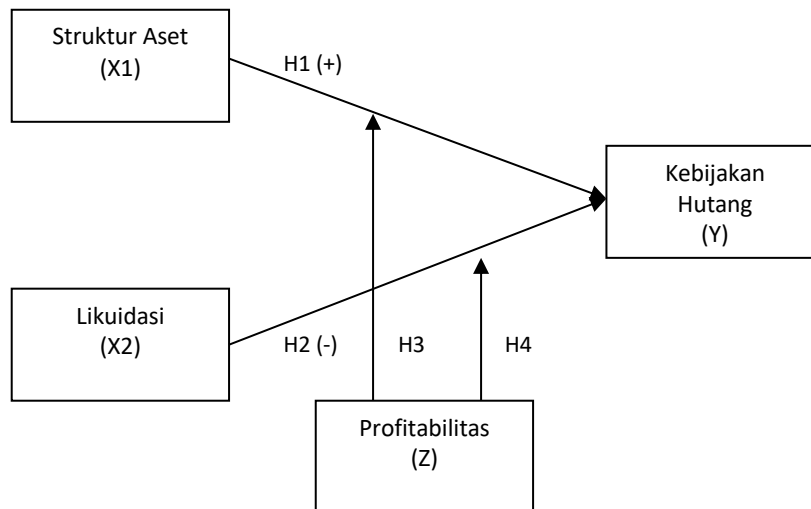 Struktur Aset
(X1)
H1 (+)
Kebijakan
Hutang
(Y)
Likuidasi
(X2)
H2 (-)
H3
H4
Profitabilitas
(Z)